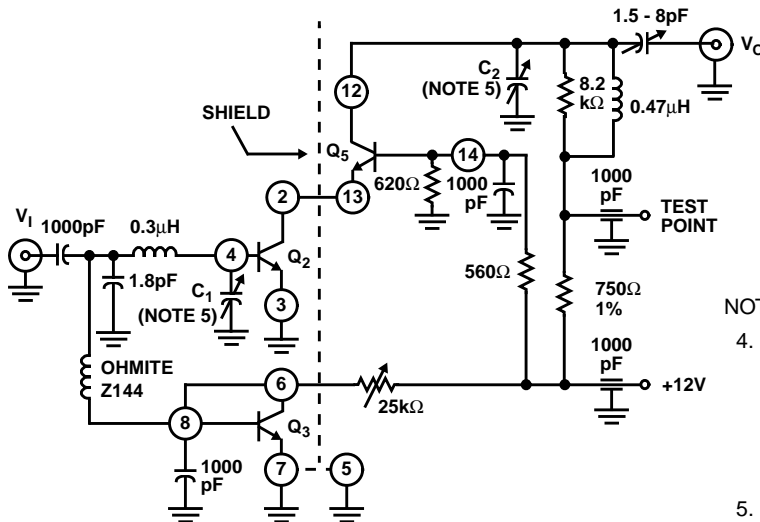 1.5 - 8pF
V_O
C2
(NOTE 5)
8.2
kΩ
0.47µH
12
SHIELD
Q5
14
620Ω
1000
pF
1000
pF
TEST
POINT
2
13
V_I
1000pF
0.3µH
4
Q2
560Ω
1.8pF
C1
(NOTE 5)
3
750Ω
1%
NOT
4.
OHMITE
Z144
6
25kΩ
1000
pF
+12V
8
Q3
1000
pF
7
5
5.